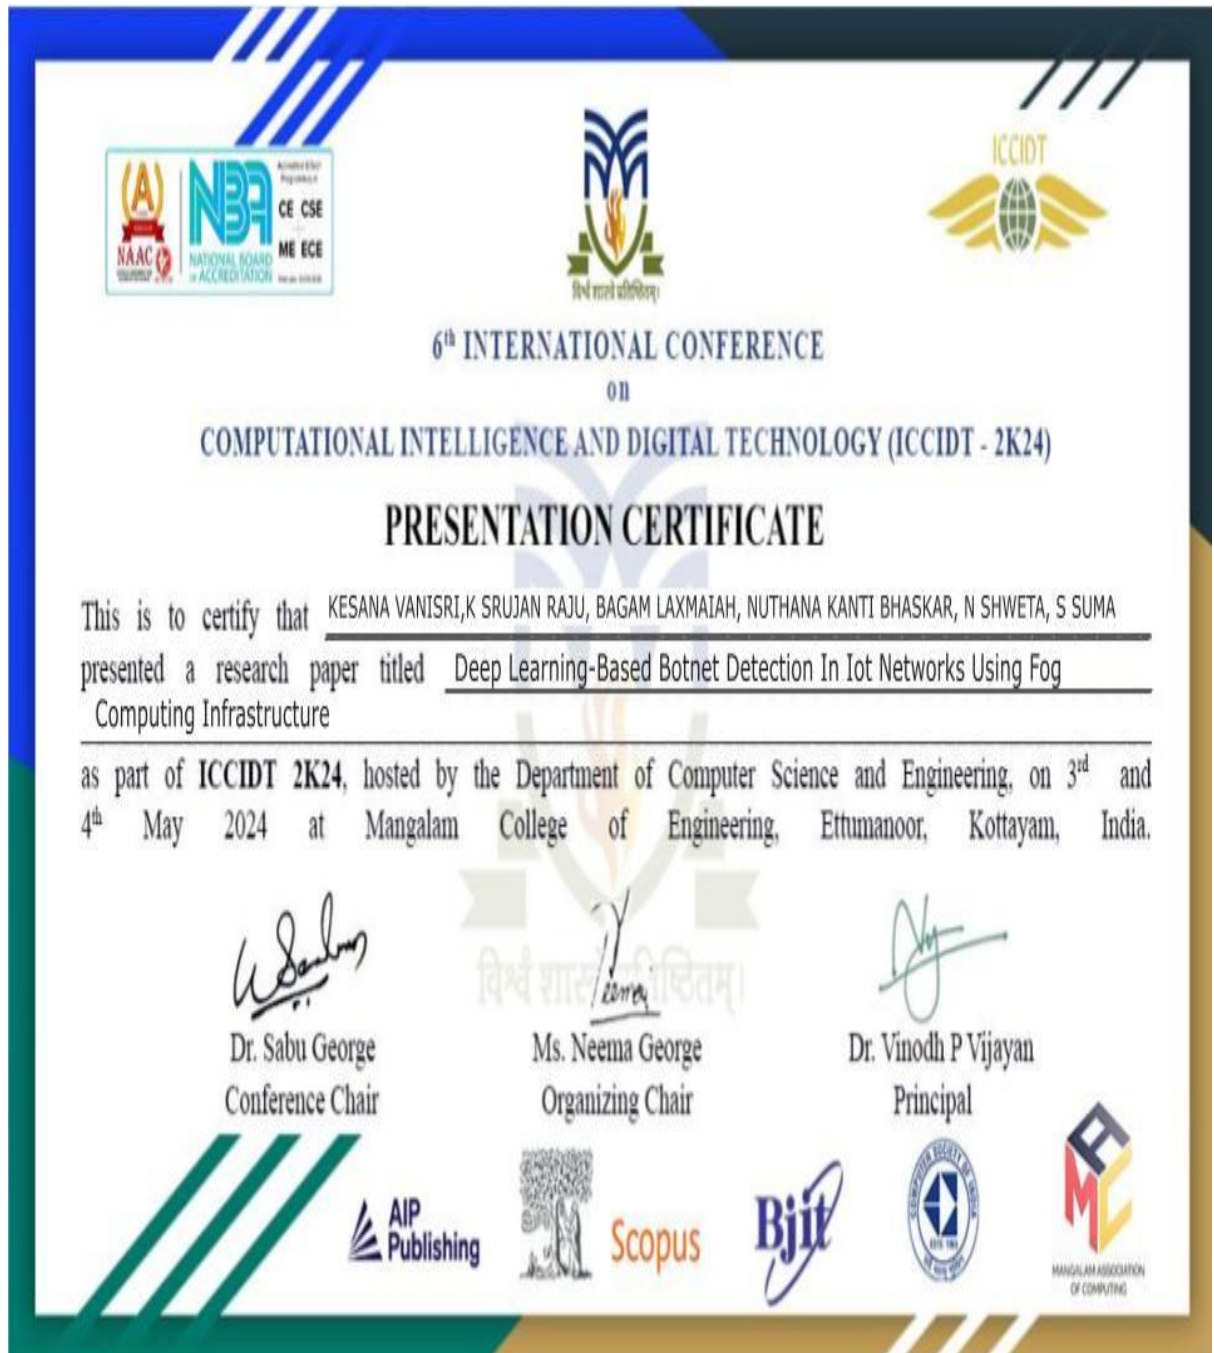 ICCIDT
A
NAAC
NBA
NATIONAL BOARD
of ACCREDITATION
CE CSE
ME ECE
विश्वं शास्त्रे प्रतिष्ठितम्।
6th INTERNATIONAL CONFERENCE
on
COMPUTATIONAL INTELLIGENCE AND DIGITAL TECHNOLOGY (ICCIDT - 2K24)
PRESENTATION CERTIFICATE
This is to certify that KESANA VANISRI,K SRUJAN RAJU, BAGAM LAXMAIAH, NUTHANA KANTI BHASKAR, N SHWETA, S SUMA
presented a research paper titled Deep Learning-Based Botnet Detection In Iot Networks Using Fog
Computing Infrastructure
as part of ICCIDT 2K24, hosted by the Department of Computer Science and Engineering, on 3rd and
4th May 2024 at Mangalam College of Engineering, Ettumanoor, Kottayam, India.
Dr. Sabu George Ms. Neema George Dr. Vinodh P Vijayan
Conference Chair Organizing Chair Principal
AIP
Publishing
Scopus
Bjit
COMPUTER SOCIETY OF INDIA
MAC
MANGALAM ASSOCIATION
OF COMPUTING